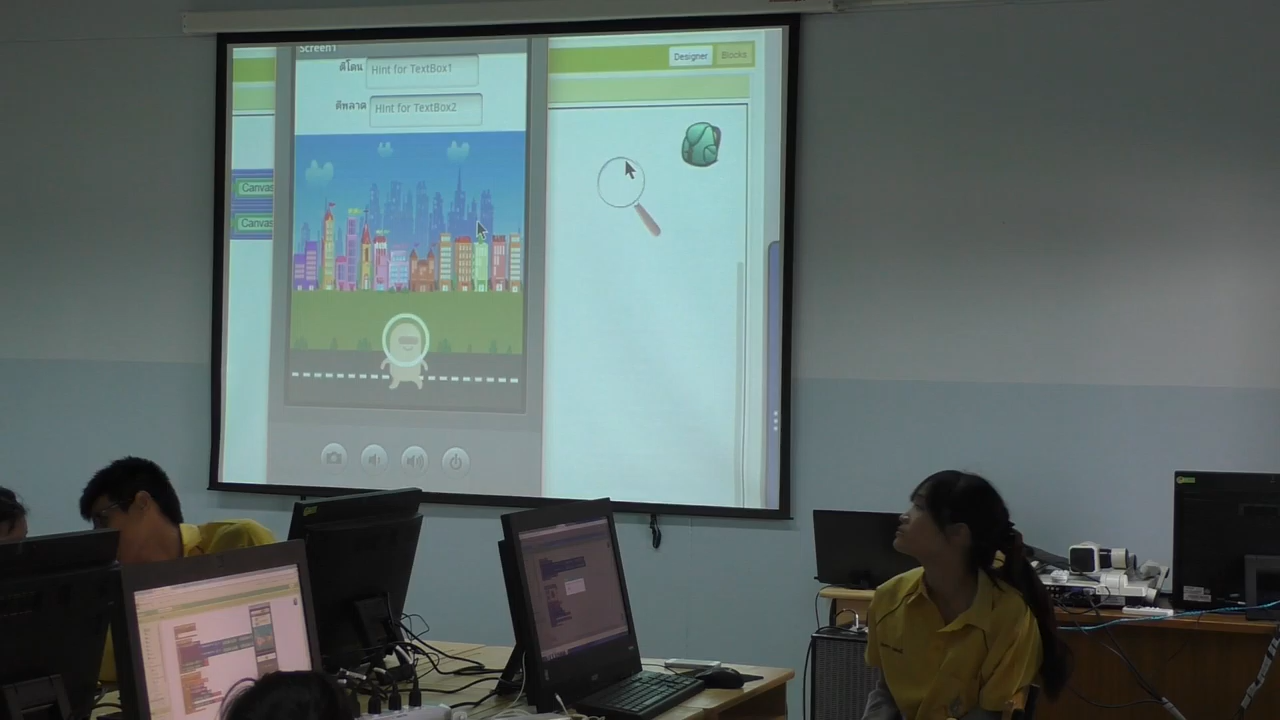 Screen1
ตีโดน Hint for TextBox1
ตีพลาด Hint for TextBox2
Designer Blocks
Canvas
Canvas